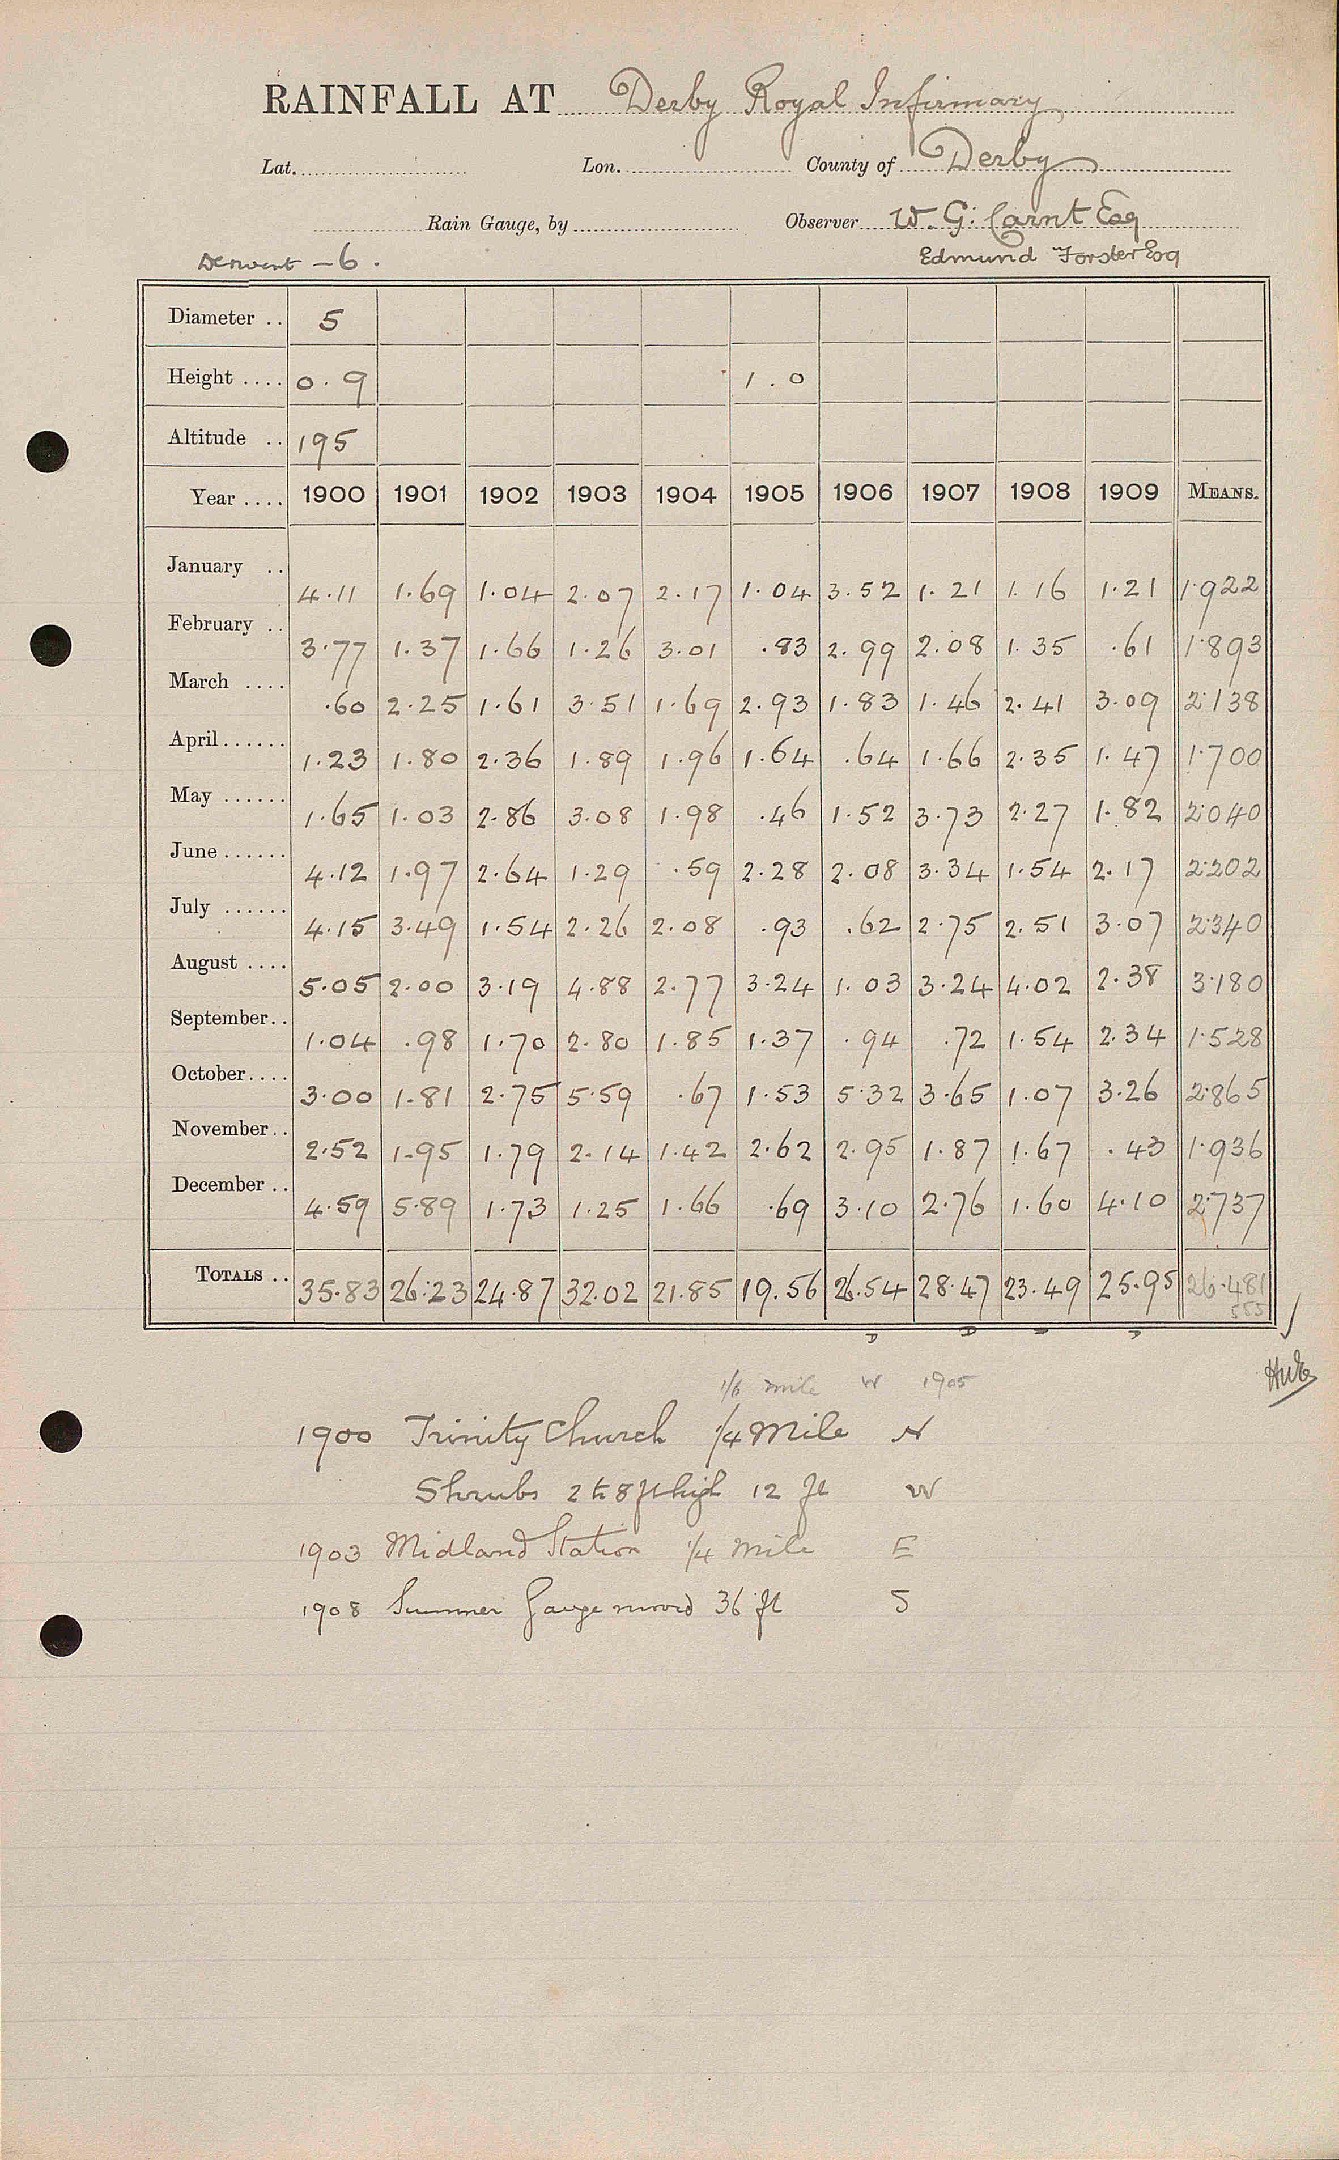 RAINFALL AT Derby Royal Infirmary
Lat. Lon. County of Derby
Rain Gauge, by Observer W. G. Carnt Esq
Derwent - 6. Edmund Forster Esq
Diameter .. 5
Height .... 0.9 1.0
Altitude .. 195
Year .... 1900 1901 1902 1903 1904 1905 1906 1907 1908 1909 MEANS.
January .. 4.11 1.69 1.04 2.07 2.17 1.04 3.52 1.21 1.16 1.21 1.922
February .. 3.77 1.37 1.66 1.26 3.01 .83 2.99 2.08 1.35 .61 1.893
March .... .60 2.25 1.61 3.51 1.69 2.93 1.83 1.46 2.41 3.09 2.138
April...... 1.23 1.80 2.36 1.89 1.96 1.64 .64 1.66 2.35 1.47 1.700
May ...... 1.65 1.03 2.86 3.08 1.98 .46 1.52 3.73 2.27 1.82 2.040
June ...... 4.12 1.97 2.64 1.29 .59 2.28 2.08 3.34 1.54 2.17 2.202
July ...... 4.15 3.49 1.54 2.26 2.08 .93 .62 2.75 2.51 3.07 2.340
August .... 5.05 2.00 3.19 4.88 2.77 3.24 1.03 3.24 4.02 2.38 3.180
September.. 1.04 .98 1.70 2.80 1.85 1.37 .94 .72 1.54 2.34 1.528
October.... 3.00 1.81 2.75 5.59 .67 1.53 5.32 3.65 1.07 3.26 2.865
November.. 2.52 1.95 1.79 2.14 1.42 2.62 2.95 1.87 1.67 .43 1.936
December .. 4.59 5.89 1.73 1.25 1.66 .69 3.10 2.76 1.60 4.10 2.737
TOTALS .. 35.83 26.23 24.87 32.02 21.85 19.56 26.54 28.47 23.49 25.95 26.481
555
D D
1/6 mile W 1905
1900 Trinity Church 1/4 Mile N
Shrubs 2 to 8 ft high 12 ft W
1903 Midland Station 1/4 mile E
1908 Summer Gauge moved 36 ft S